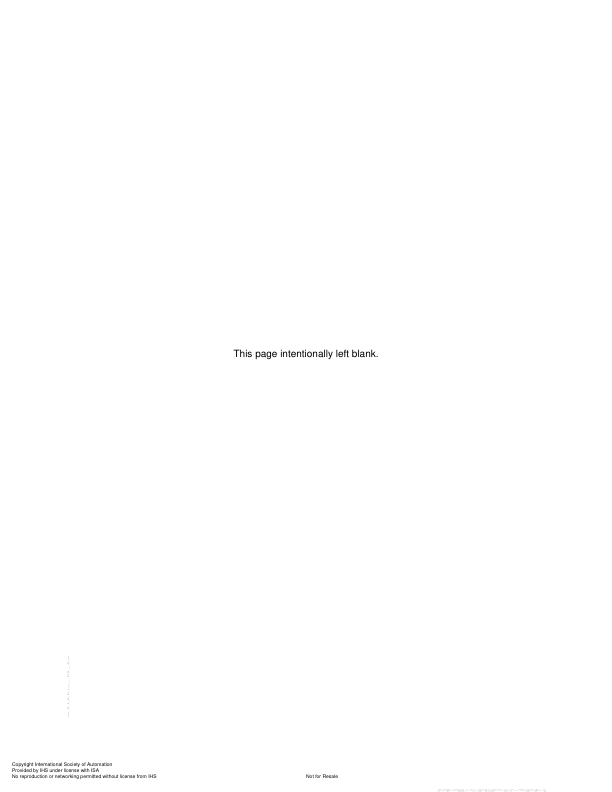 This page intentionally left blank.
Copyright International Society of Automation
Provided by IHS under license with ISA
No reproduction or networking permitted without license from IHS
Not for Resale